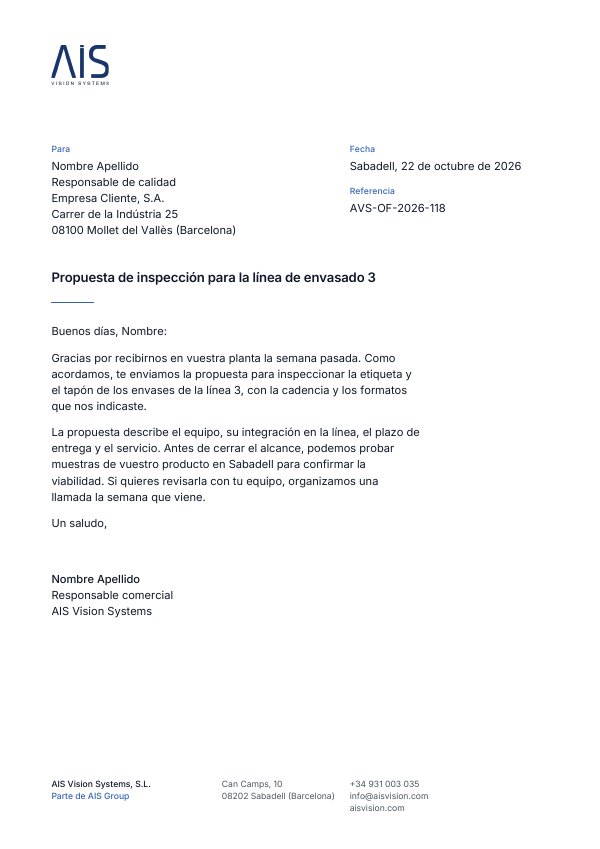 AIS
VISION SYSTEMS
Para
Nombre Apellido
Responsable de calidad
Empresa Cliente, S.A.
Carrer de la Indústria 25
08100 Mollet del Vallès (Barcelona)
Fecha
Sabadell, 22 de octubre de 2026
Referencia
AVS-OF-2026-118
Propuesta de inspección para la línea de envasado 3
Buenos días, Nombre:
Gracias por recibirnos en vuestra planta la semana pasada. Como
acordamos, te enviamos la propuesta para inspeccionar la etiqueta y
el tapón de los envases de la línea 3, con la cadencia y los formatos
que nos indicaste.
La propuesta describe el equipo, su integración en la línea, el plazo de
entrega y el servicio. Antes de cerrar el alcance, podemos probar
muestras de vuestro producto en Sabadell para confirmar la
viabilidad. Si quieres revisarla con tu equipo, organizamos una
llamada la semana que viene.
Un saludo,
Nombre Apellido
Responsable comercial
AIS Vision Systems
AIS Vision Systems, S.L.
Parte de AIS Group
Can Camps, 10
08202 Sabadell (Barcelona)
+34 931 003 035
info@aisvision.com
aisvision.com